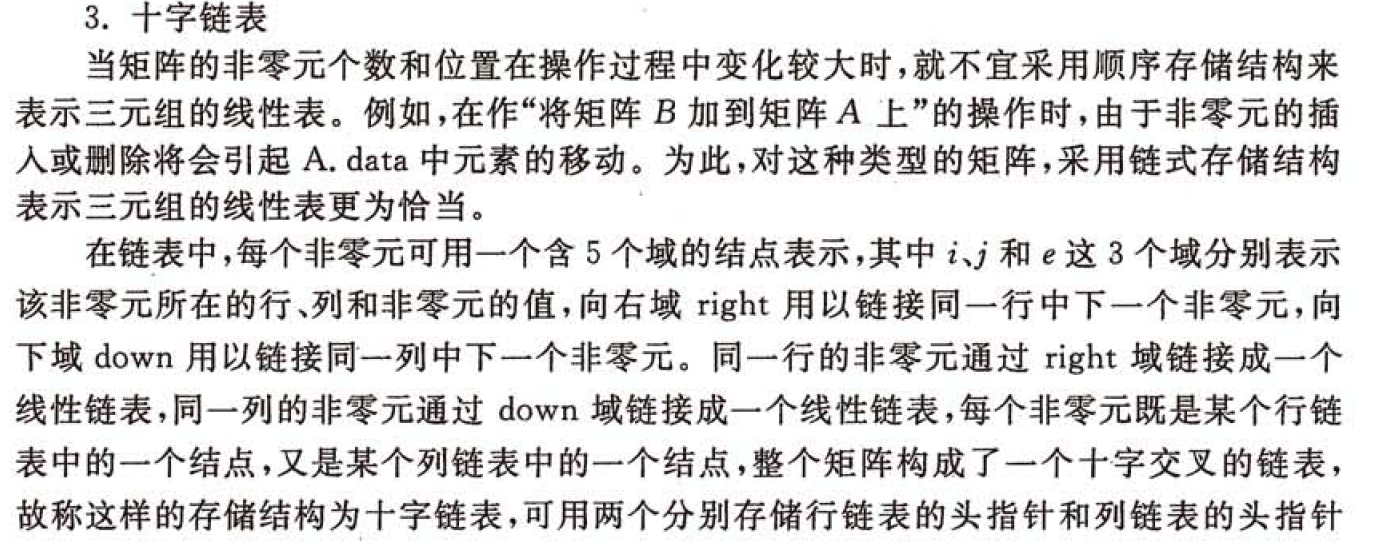 3. 十字链表
当矩阵的非零元个数和位置在操作过程中变化较大时,就不宜采用顺序存储结构来
表示三元组的线性表。例如,在作“将矩阵 B 加到矩阵 A 上”的操作时,由于非零元的插
入或删除将会引起 A. data 中元素的移动。为此,对这种类型的矩阵,采用链式存储结构
表示三元组的线性表更为恰当。
在链表中,每个非零元可用一个含 5 个域的结点表示,其中 i、j 和 e 这 3 个域分别表示
该非零元所在的行、列和非零元的值,向右域 right 用以链接同一行中下一个非零元,向
下域 down 用以链接同一列中下一个非零元。同一行的非零元通过 right 域链接成一个
线性链表,同一列的非零元通过 down 域链接成一个线性链表,每个非零元既是某个行链
表中的一个结点,又是某个列链表中的一个结点,整个矩阵构成了一个十字交叉的链表,
故称这样的存储结构为十字链表,可用两个分别存储行链表的头指针和列链表的头指针